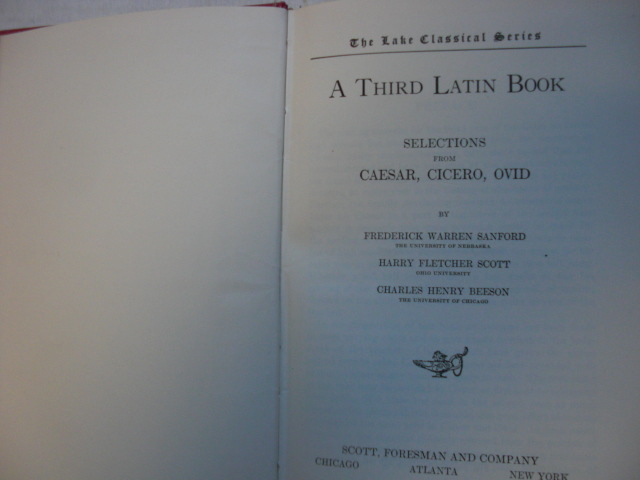 The Lake Classical Series
A THIRD LATIN BOOK
SELECTIONS
FROM
CAESAR, CICERO, OVID
BY
FREDERICK WARREN SANFORD
THE UNIVERSITY OF NEBRASKA
HARRY FLETCHER SCOTT
OHIO UNIVERSITY
CHARLES HENRY BEESON
THE UNIVERSITY OF CHICAGO
SCOTT, FORESMAN AND COMPANY
CHICAGO ATLANTA NEW YORK